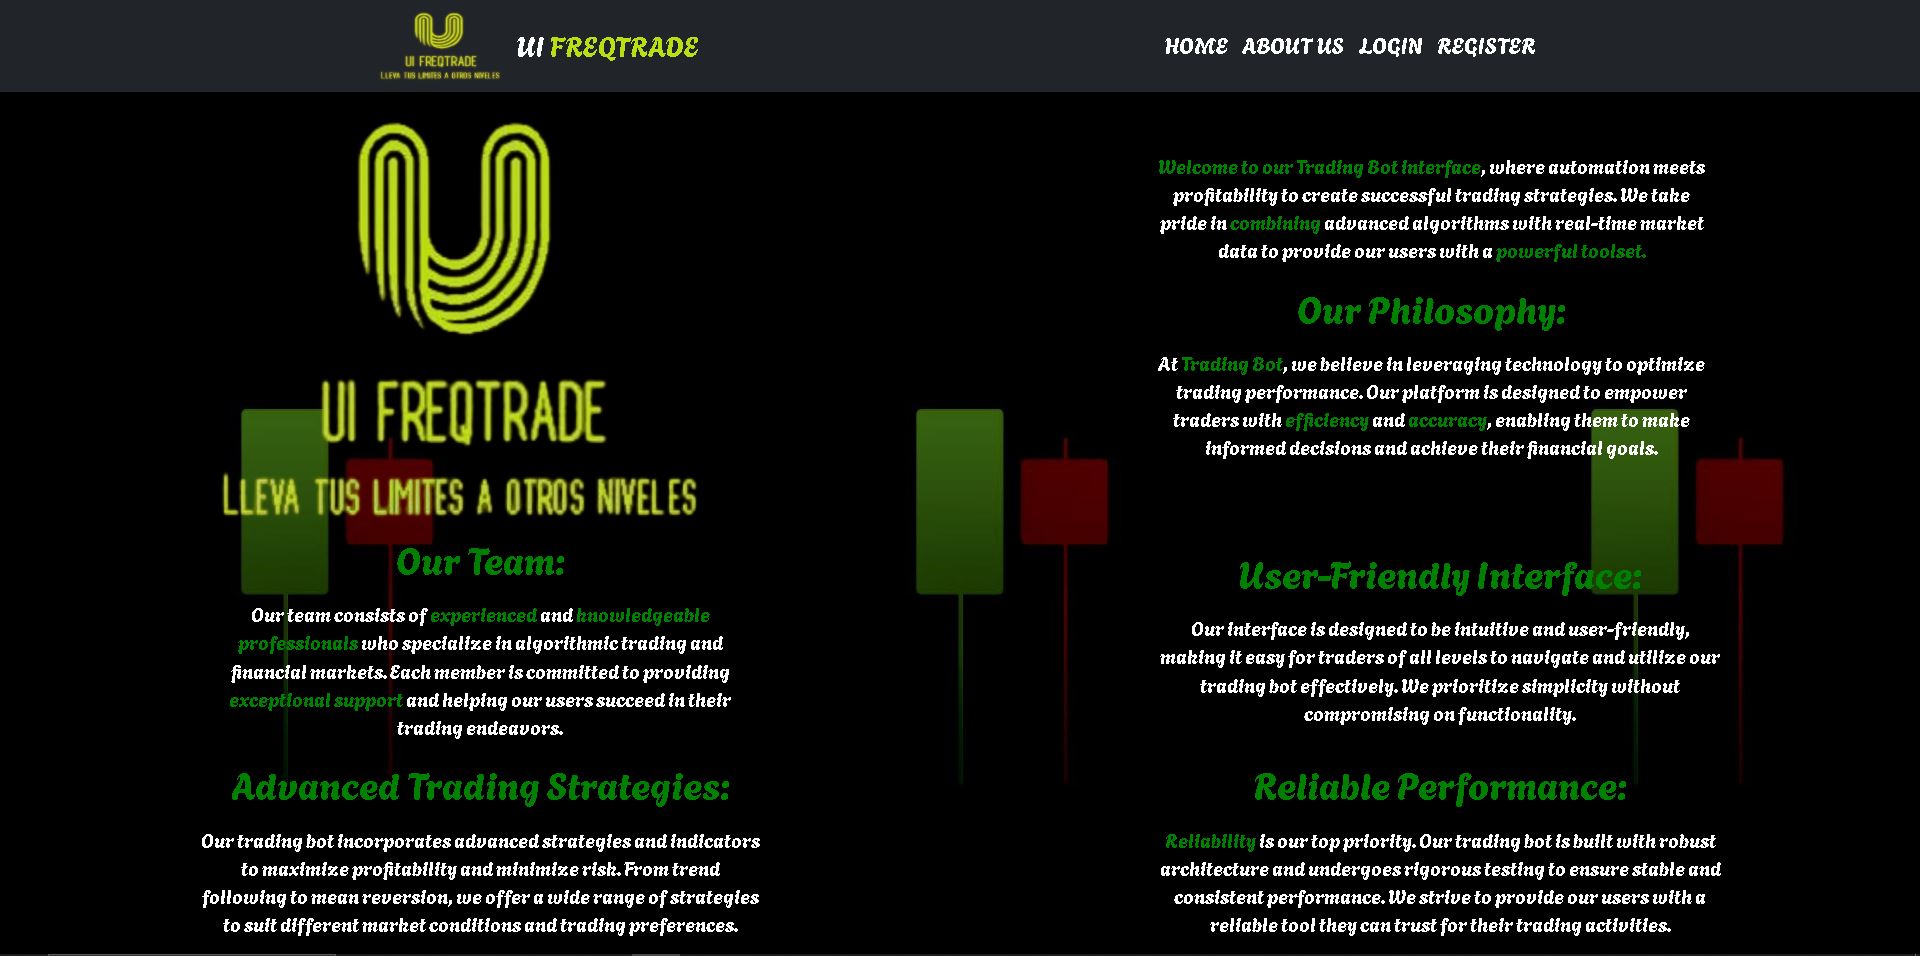 UI FREQTRADE
LLEVA TUS LIMITES A OTROS NIVELES
UI FREQTRADE
HOME ABOUT US LOGIN REGISTER
UI FREQTRADE
LLEVA TUS LIMITES A OTROS NIVELES
Our Team:
Our team consists of experienced and knowledgeable
professionals who specialize in algorithmic trading and
financial markets. Each member is committed to providing
exceptional support and helping our users succeed in their
trading endeavors.
Advanced Trading Strategies:
Our trading bot incorporates advanced strategies and indicators
to maximize profitability and minimize risk. From trend
following to mean reversion, we offer a wide range of strategies
to suit different market conditions and trading preferences.
Welcome to our Trading Bot interface, where automation meets
profitability to create successful trading strategies. We take
pride in combining advanced algorithms with real-time market
data to provide our users with a powerful toolset.
Our Philosophy:
At Trading Bot, we believe in leveraging technology to optimize
trading performance. Our platform is designed to empower
traders with efficiency and accuracy, enabling them to make
informed decisions and achieve their financial goals.
User-Friendly Interface:
Our interface is designed to be intuitive and user-friendly,
making it easy for traders of all levels to navigate and utilize our
trading bot effectively. We prioritize simplicity without
compromising on functionality.
Reliable Performance:
Reliability is our top priority. Our trading bot is built with robust
architecture and undergoes rigorous testing to ensure stable and
consistent performance. We strive to provide our users with a
reliable tool they can trust for their trading activities.